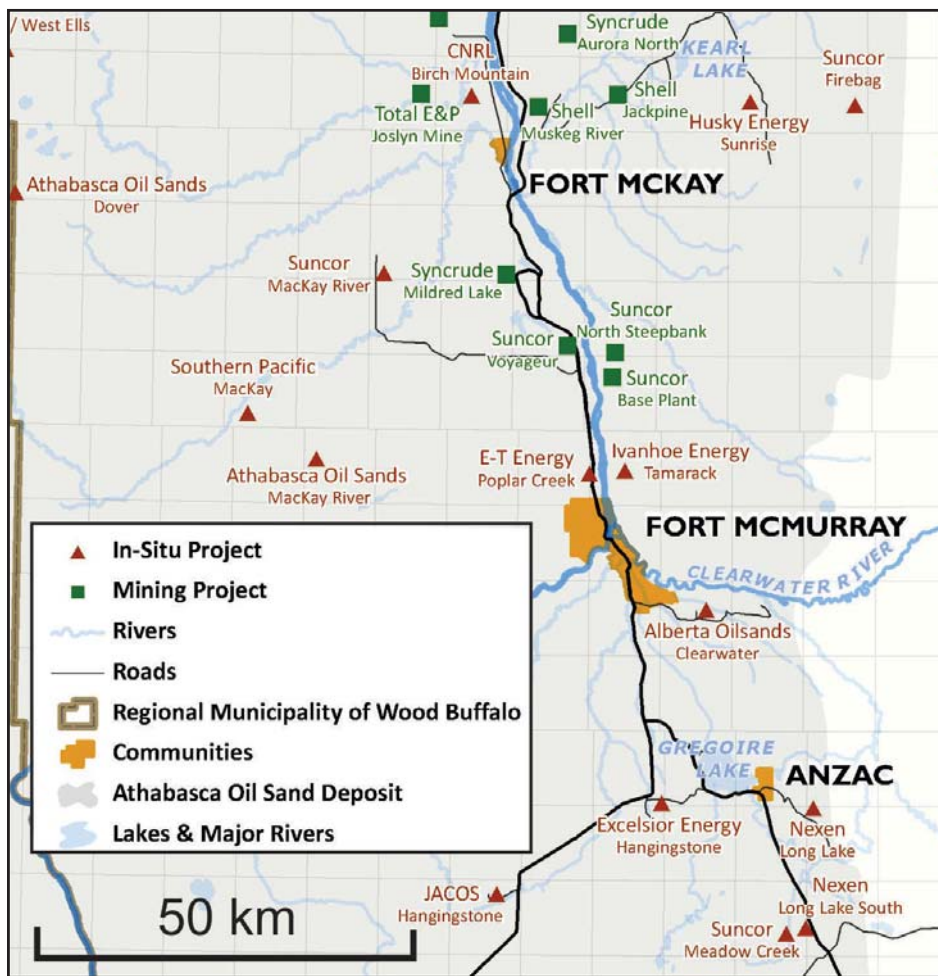 / West Ells
Syncrude
Aurora North
CNRL
Birch Mountain
KEARL
LAKE
Suncor
Firebag
Total E&P
Joslyn Mine
Shell
Muskeg River
Shell
Jackpine
Husky Energy
Sunrise
Athabasca Oil Sands
Dover
FORT MCKAY
Suncor
MacKay River
Syncrude
Mildred Lake
Suncor
North Steepbank
Suncor
Voyageur
Suncor
Base Plant
Southern Pacific
MacKay
Athabasca Oil Sands
MacKay River
E-T Energy
Poplar Creek
Ivanhoe Energy
Tamarack
FORT MCMURRAY
CLEARWATER RIVER
Alberta Oilsands
Clearwater
In-Situ Project
Mining Project
Rivers
Roads
Regional Municipality of Wood Buffalo
Communities
Athabasca Oil Sand Deposit
Lakes & Major Rivers
GREGOIRE
LAKE
ANZAC
Excelsior Energy
Hangingstone
Nexen
Long Lake
JACOS
Hangingstone
Nexen
Long Lake South
Suncor
Meadow Creek
50 km